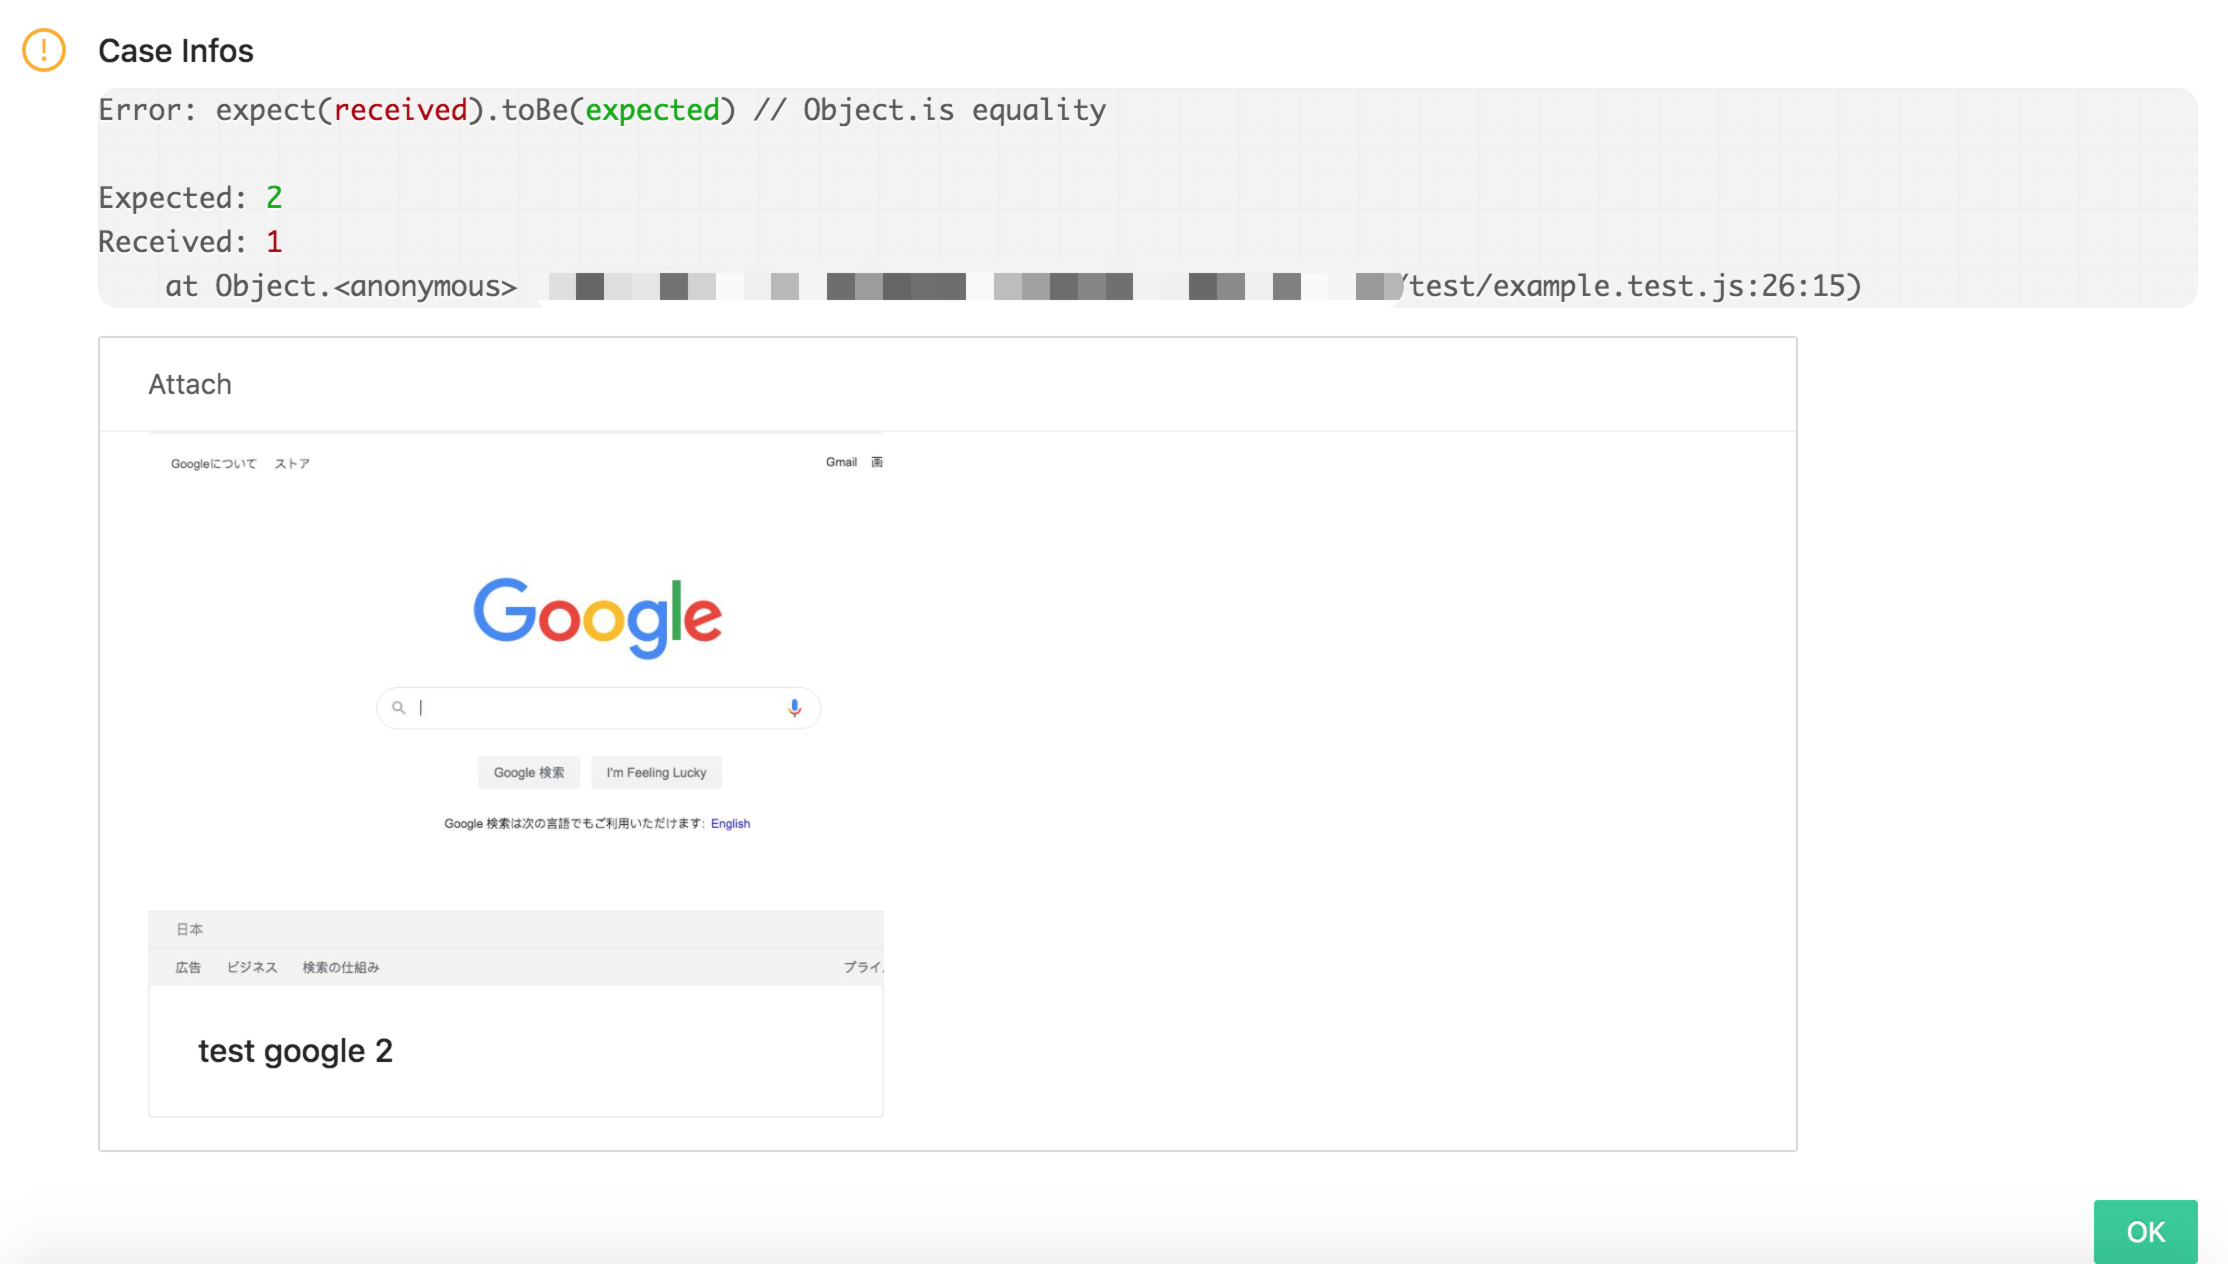 Case Infos
Error: expect(received).toBe(expected) // Object.is equality
Expected: 2
Received: 1
at Object.<anonymous> /test/example.test.js:26:15)
Attach
Googleについて ストア Gmail 画
Google
Google 検索 I'm Feeling Lucky
Google 検索は次の言語でもご利用いただけます: English
日本
広告 ビジネス 検索の仕組み プライ
test google 2
OK